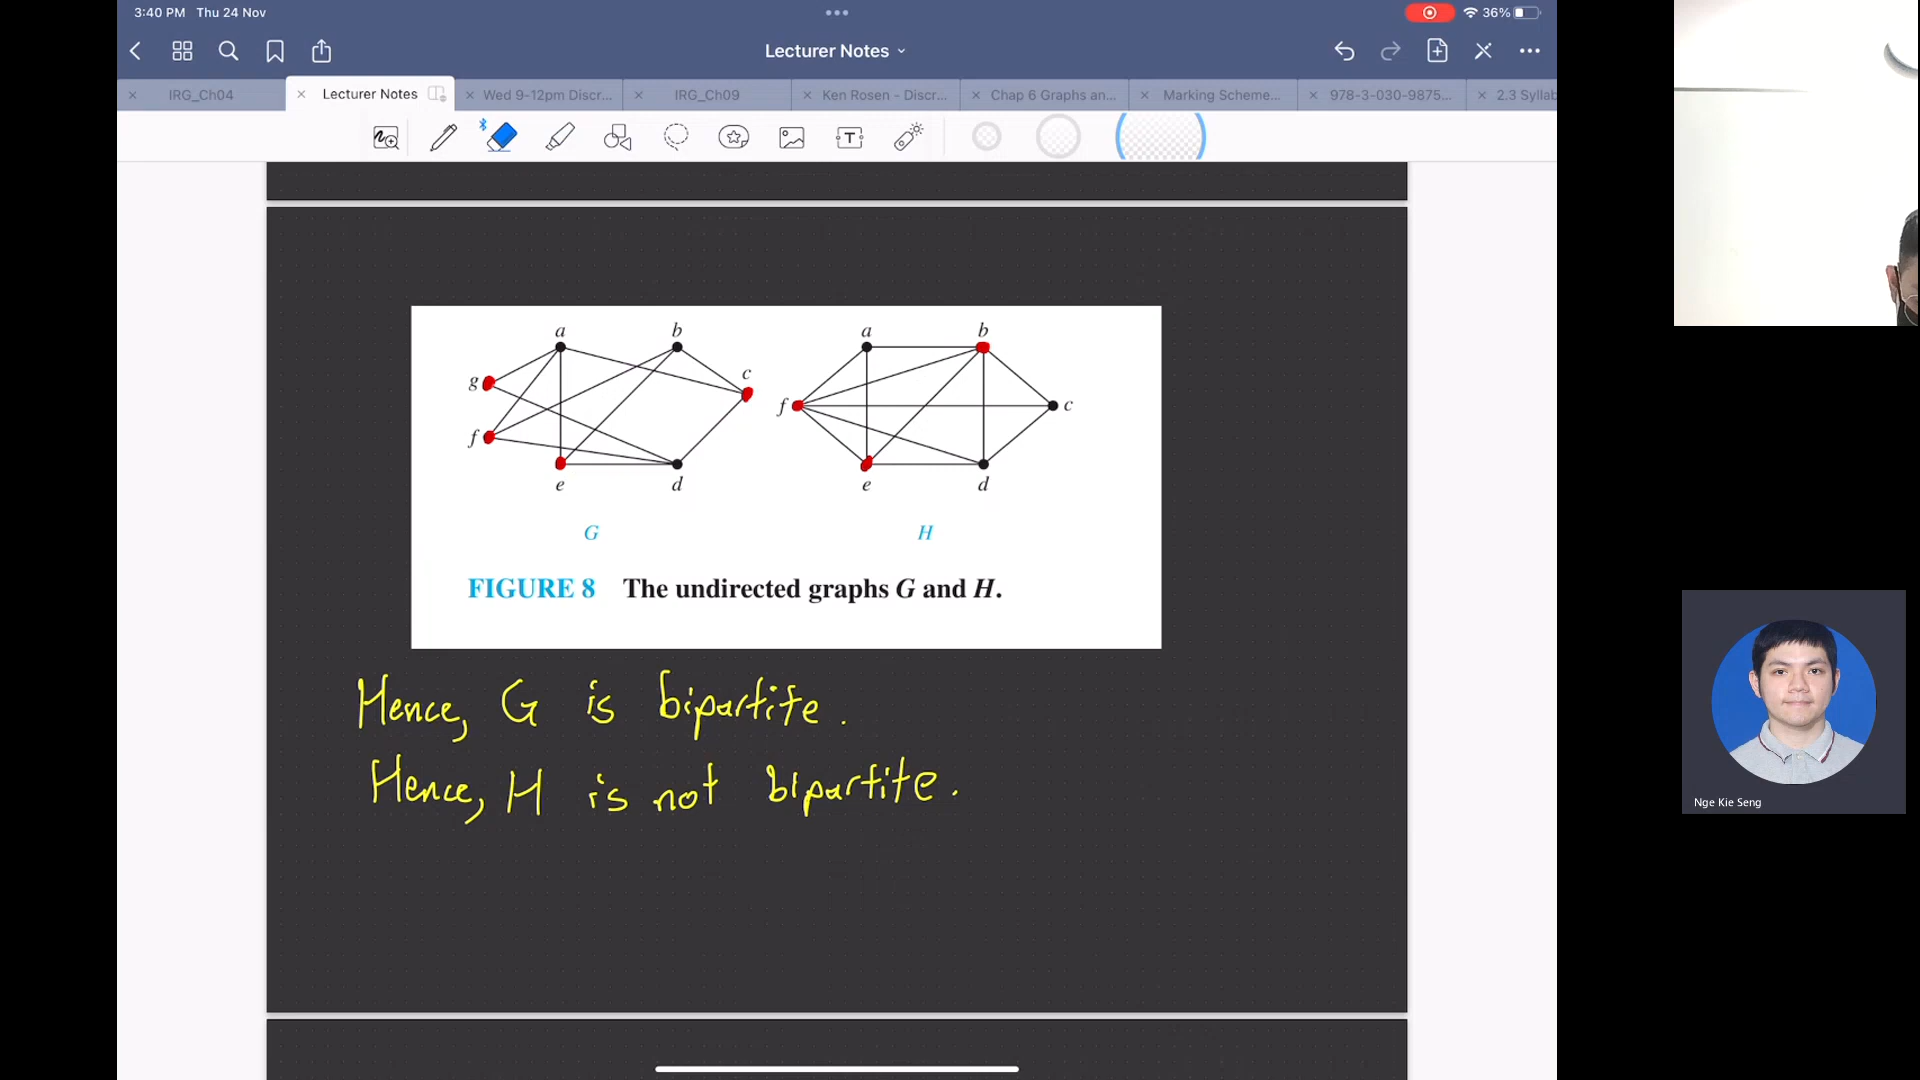 3:40 PM Thu 24 Nov
36%
Lecturer Notes
IRG_Ch04
Lecturer Notes
Wed 9-12pm Discr...
IRG_Ch09
Ken Rosen - Discr...
Chap 6 Graphs an...
Marking Scheme...
978-3-030-9875...
2.3 Syllab
T
a b a b
g c
f f c
e d e d
G H
FIGURE 8 The undirected graphs G and H.
Hence, G is bipartite.
Hence, H is not bipartite.
Nge Kie Seng